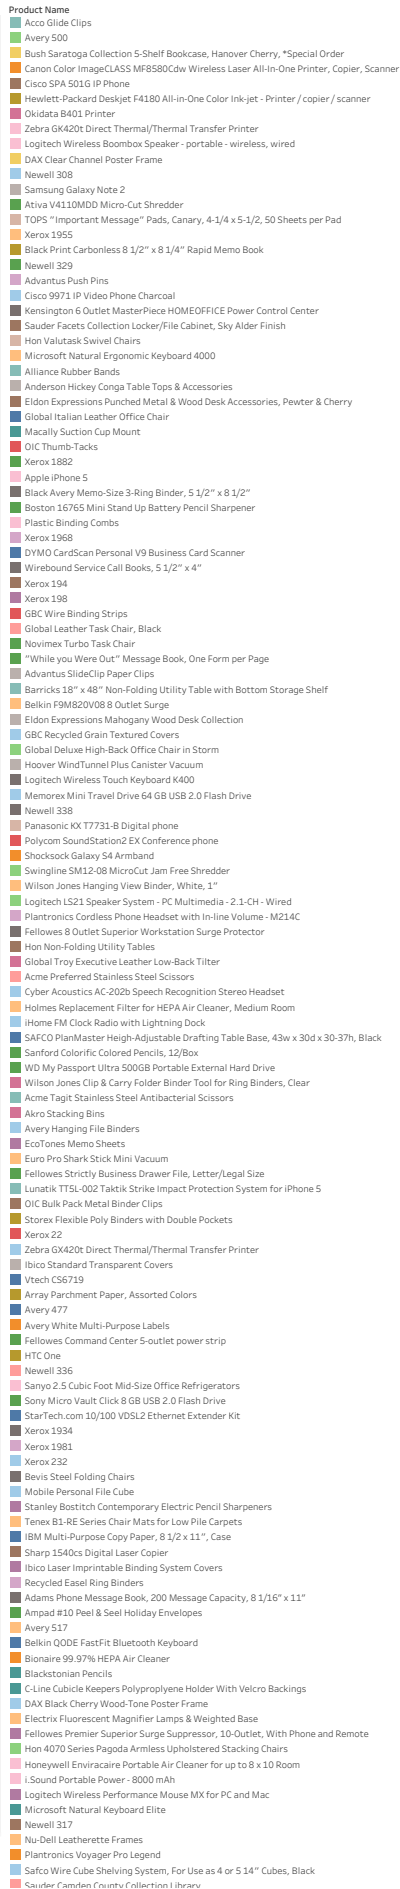 Product Name
Acco Glide Clips
Avery 500
Bush Saratoga Collection 5-Shelf Bookcase, Hanover Cherry, *Special Order
Canon Color ImageCLASS MF8580Cdw Wireless Laser All-In-One Printer, Copier, Scanner
Cisco SPA 501G IP Phone
Hewlett-Packard Deskjet F4180 All-in-One Color Ink-jet - Printer / copier / scanner
Okidata B401 Printer
Zebra GK420t Direct Thermal/Thermal Transfer Printer
Logitech Wireless Boombox Speaker - portable - wireless, wired
DAX Clear Channel Poster Frame
Newell 308
Samsung Galaxy Note 2
Ativa V4110MDD Micro-Cut Shredder
TOPS "Important Message" Pads, Canary, 4-1/4 x 5-1/2, 50 Sheets per Pad
Xerox 1955
Black Print Carbonless 8 1/2" x 8 1/4" Rapid Memo Book
Newell 329
Advantus Push Pins
Cisco 9971 IP Video Phone Charcoal
Kensington 6 Outlet MasterPiece HOMEOFFICE Power Control Center
Sauder Facets Collection Locker/File Cabinet, Sky Alder Finish
Hon Valutask Swivel Chairs
Microsoft Natural Ergonomic Keyboard 4000
Alliance Rubber Bands
Anderson Hickey Conga Table Tops & Accessories
Eldon Expressions Punched Metal & Wood Desk Accessories, Pewter & Cherry
Global Italian Leather Office Chair
Macally Suction Cup Mount
OIC Thumb-Tacks
Xerox 1882
Apple iPhone 5
Black Avery Memo-Size 3-Ring Binder, 5 1/2" x 8 1/2"
Boston 16765 Mini Stand Up Battery Pencil Sharpener
Plastic Binding Combs
Xerox 1968
DYMO CardScan Personal V9 Business Card Scanner
Wirebound Service Call Books, 5 1/2" x 4"
Xerox 194
Xerox 198
GBC Wire Binding Strips
Global Leather Task Chair, Black
Novimex Turbo Task Chair
"While you Were Out" Message Book, One Form per Page
Advantus SlideClip Paper Clips
Barricks 18" x 48" Non-Folding Utility Table with Bottom Storage Shelf
Belkin F9M820V08 8 Outlet Surge
Eldon Expressions Mahogany Wood Desk Collection
GBC Recycled Grain Textured Covers
Global Deluxe High-Back Office Chair in Storm
Hoover WindTunnel Plus Canister Vacuum
Logitech Wireless Touch Keyboard K400
Memorex Mini Travel Drive 64 GB USB 2.0 Flash Drive
Newell 338
Panasonic KX T7731-B Digital phone
Polycom SoundStation2 EX Conference phone
Shocksock Galaxy S4 Armband
Swingline SM12-08 MicroCut Jam Free Shredder
Wilson Jones Hanging View Binder, White, 1"
Logitech LS21 Speaker System - PC Multimedia - 2.1-CH - Wired
Plantronics Cordless Phone Headset with In-line Volume - M214C
Fellowes 8 Outlet Superior Workstation Surge Protector
Hon Non-Folding Utility Tables
Global Troy Executive Leather Low-Back Tilter
Acme Preferred Stainless Steel Scissors
Cyber Acoustics AC-202b Speech Recognition Stereo Headset
Holmes Replacement Filter for HEPA Air Cleaner, Medium Room
iHome FM Clock Radio with Lightning Dock
SAFCO PlanMaster Heigh-Adjustable Drafting Table Base, 43w x 30d x 30-37h, Black
Sanford Colorific Colored Pencils, 12/Box
WD My Passport Ultra 500GB Portable External Hard Drive
Wilson Jones Clip & Carry Folder Binder Tool for Ring Binders, Clear
Acme Tagit Stainless Steel Antibacterial Scissors
Akro Stacking Bins
Avery Hanging File Binders
EcoTones Memo Sheets
Euro Pro Shark Stick Mini Vacuum
Fellowes Strictly Business Drawer File, Letter/Legal Size
Lunatik TT5L-002 Taktik Strike Impact Protection System for iPhone 5
OIC Bulk Pack Metal Binder Clips
Storex Flexible Poly Binders with Double Pockets
Xerox 22
Zebra GX420t Direct Thermal/Thermal Transfer Printer
Ibico Standard Transparent Covers
Vtech CS6719
Array Parchment Paper, Assorted Colors
Avery 477
Avery White Multi-Purpose Labels
Fellowes Command Center 5-outlet power strip
HTC One
Newell 336
Sanyo 2.5 Cubic Foot Mid-Size Office Refrigerators
Sony Micro Vault Click 8 GB USB 2.0 Flash Drive
StarTech.com 10/100 VDSL2 Ethernet Extender Kit
Xerox 1934
Xerox 1981
Xerox 232
Bevis Steel Folding Chairs
Mobile Personal File Cube
Stanley Bostitch Contemporary Electric Pencil Sharpeners
Tenex B1-RE Series Chair Mats for Low Pile Carpets
IBM Multi-Purpose Copy Paper, 8 1/2 x 11", Case
Sharp 1540cs Digital Laser Copier
Ibico Laser Imprintable Binding System Covers
Recycled Easel Ring Binders
Adams Phone Message Book, 200 Message Capacity, 8 1/16" x 11"
Ampad #10 Peel & Seel Holiday Envelopes
Avery 517
Belkin QODE FastFit Bluetooth Keyboard
Bionaire 99.97% HEPA Air Cleaner
Blackstonian Pencils
C-Line Cubicle Keepers Polyproplyene Holder With Velcro Backings
DAX Black Cherry Wood-Tone Poster Frame
Electrix Fluorescent Magnifier Lamps & Weighted Base
Fellowes Premier Superior Surge Suppressor, 10-Outlet, With Phone and Remote
Hon 4070 Series Pagoda Armless Upholstered Stacking Chairs
Honeywell Enviracaire Portable Air Cleaner for up to 8 x 10 Room
i.Sound Portable Power - 8000 mAh
Logitech Wireless Performance Mouse MX for PC and Mac
Microsoft Natural Keyboard Elite
Newell 317
Nu-Dell Leatherette Frames
Plantronics Voyager Pro Legend
Safco Wire Cube Shelving System, For Use as 4 or 5 14" Cubes, Black
Sauder Camden County Collection Library